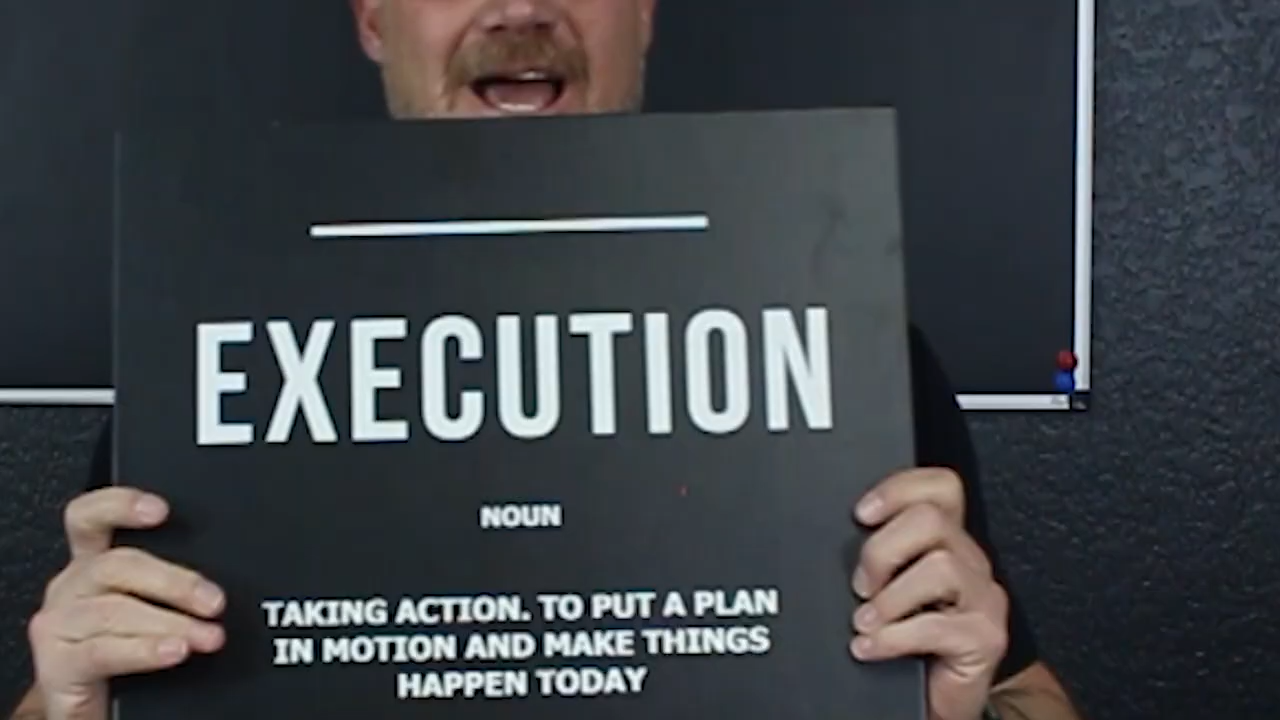 EXECUTION
NOUN
TAKING ACTION. TO PUT A PLAN
IN MOTION AND MAKE THINGS
HAPPEN TODAY